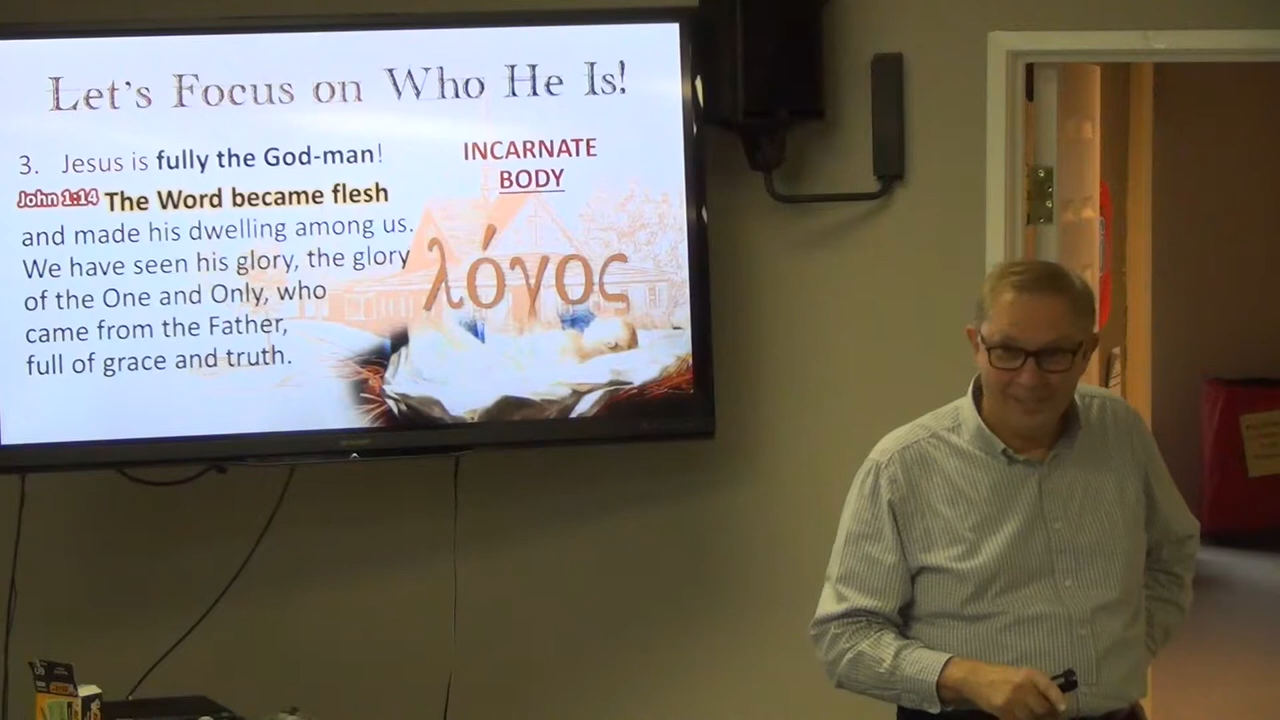 Let's Focus on Who He Is!
3. Jesus is fully the God-man!
John 1:14 The Word became flesh
and made his dwelling among us.
We have seen his glory, the glory
of the One and Only, who
came from the Father,
full of grace and truth.
INCARNATE
BODY
λόγος